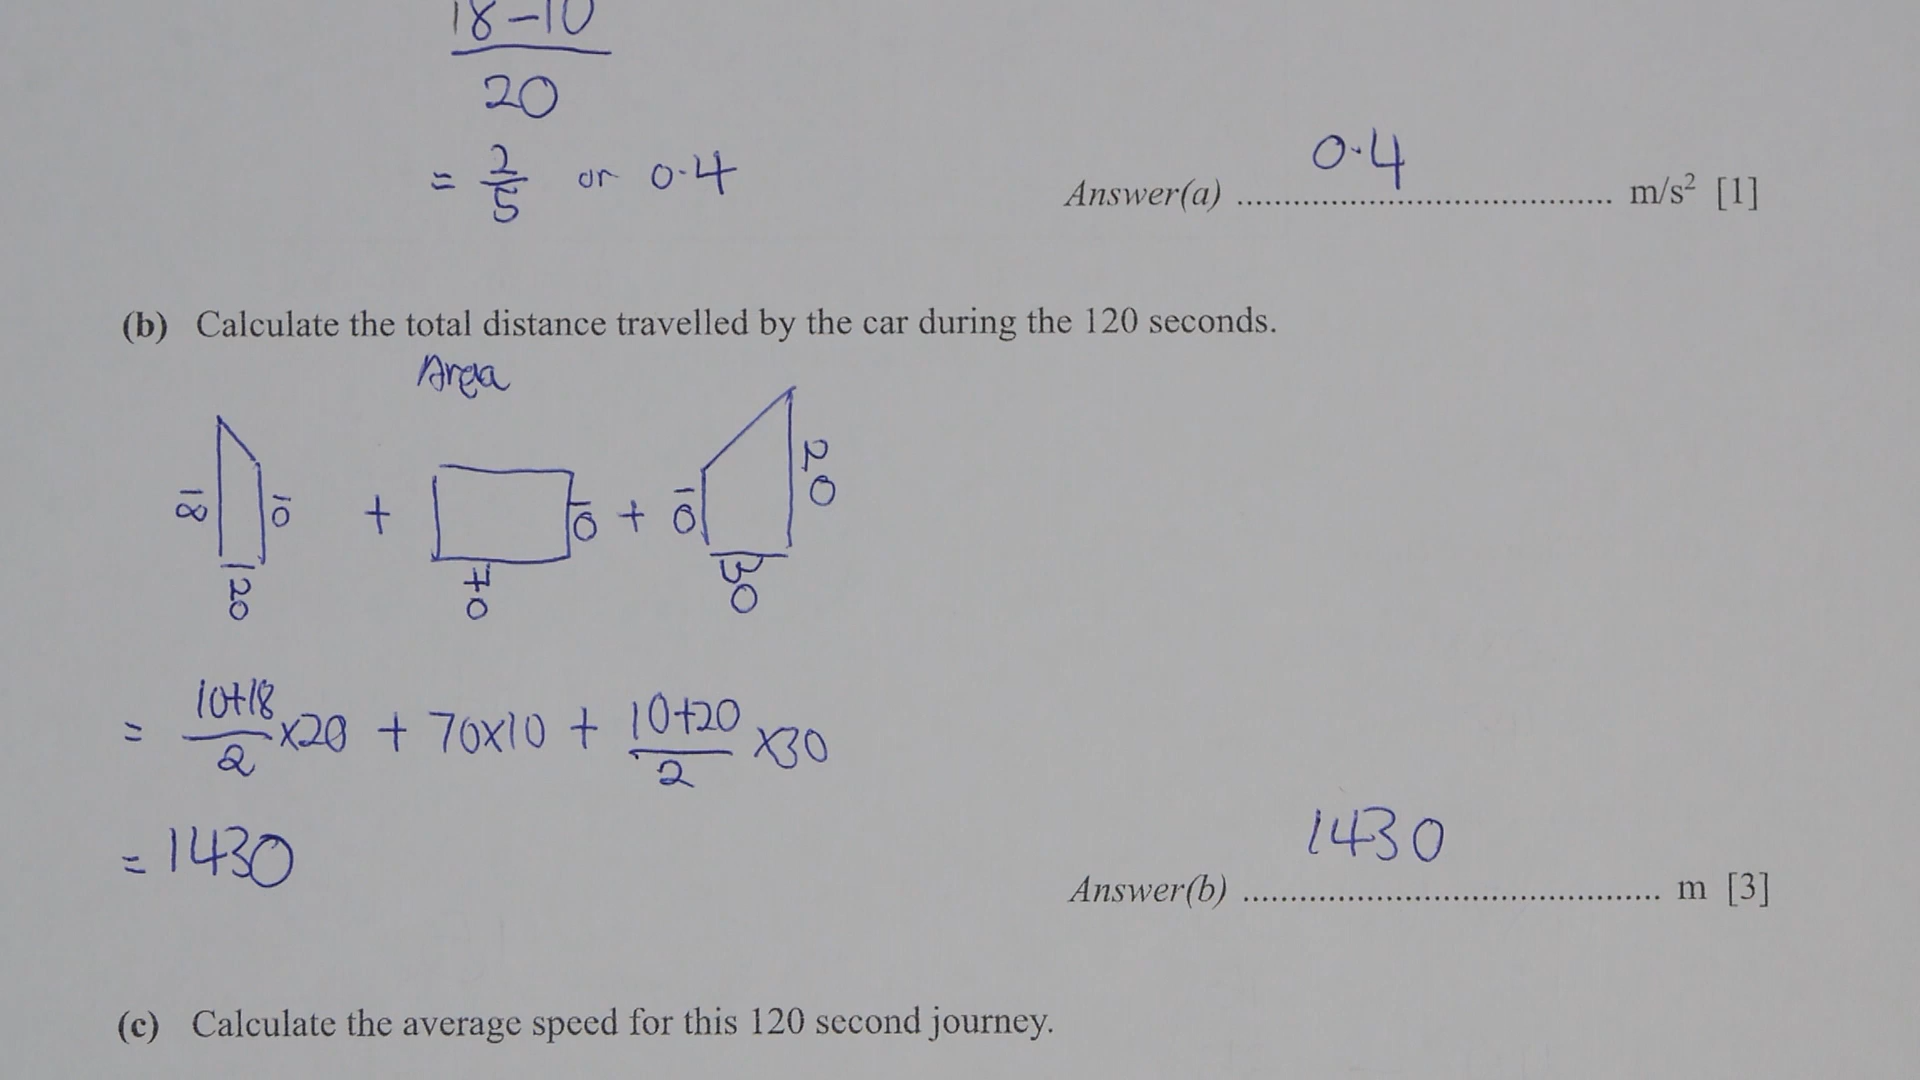 18-10
20
= 2/5 or 0.4
0.4
Answer(a) ........................................ m/s² [1]
(b) Calculate the total distance travelled by the car during the 120 seconds.
Area
18 10 20 + 70 10 + 10 20 30
= 10+18/2 ×20 + 70×10 + 10+20/2 ×30
= 1430
1430
Answer(b) ............................................. m [3]
(c) Calculate the average speed for this 120 second journey.